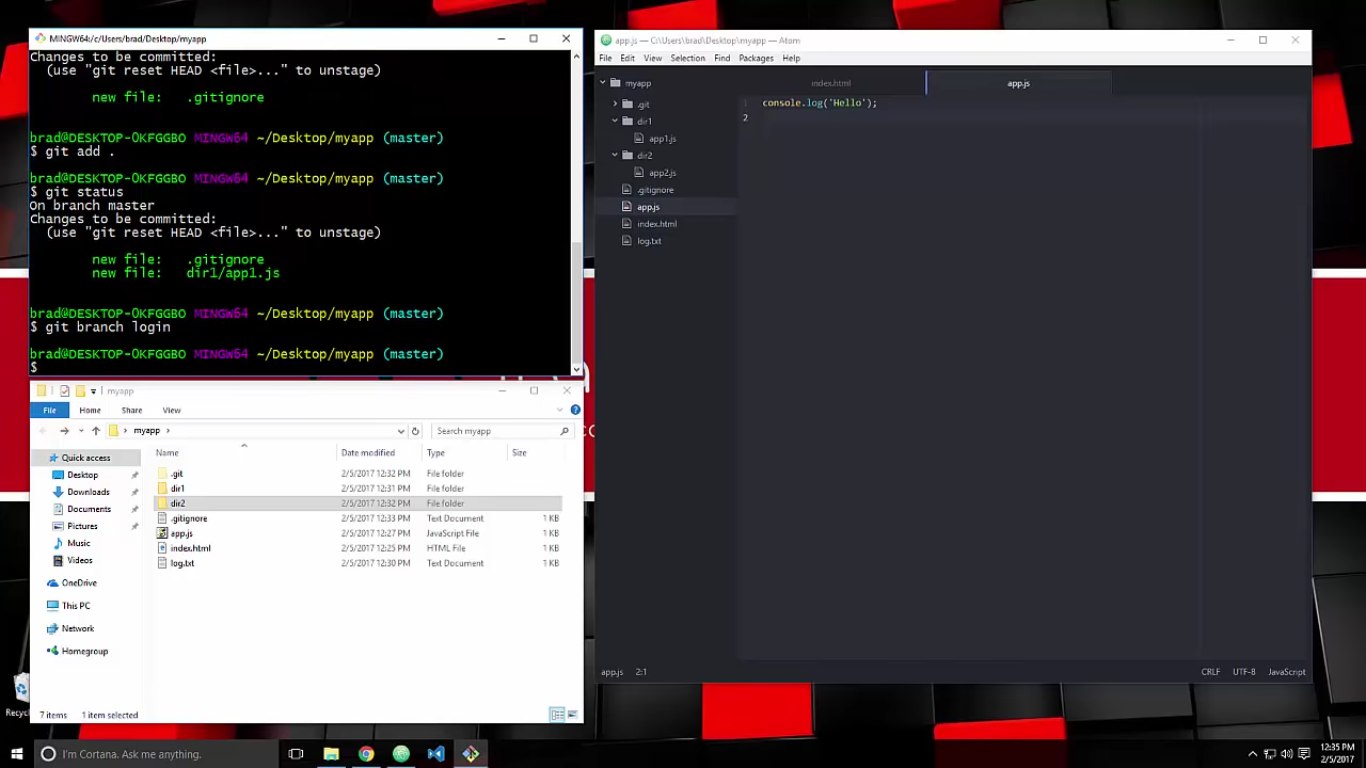 MINGW64:/c/Users/brad/Desktop/myapp
Changes to be committed:
(use "git reset HEAD <file>..." to unstage)
new file: .gitignore
brad@DESKTOP-0KFGGBO MINGW64 ~/Desktop/myapp (master)
$ git add .
brad@DESKTOP-0KFGGBO MINGW64 ~/Desktop/myapp (master)
$ git status
On branch master
Changes to be committed:
(use "git reset HEAD <file>..." to unstage)
new file: .gitignore
new file: dir1/app1.js
brad@DESKTOP-0KFGGBO MINGW64 ~/Desktop/myapp (master)
$ git branch login
brad@DESKTOP-0KFGGBO MINGW64 ~/Desktop/myapp (master)
$
app.js — C:\Users\brad\Desktop\myapp — Atom
File Edit View Selection Find Packages Help
myapp
.git
dir1
app1.js
dir2
app2.js
.gitignore
app.js
index.html
log.txt
index.html app.js
1 console.log('Hello');
2
app.js 2:1 CRLF UTF-8 JavaScript
myapp
File Home Share View
myapp Search myapp
Quick access
Desktop
Downloads
Documents
Pictures
Music
Videos
OneDrive
This PC
Network
Homegroup
Name Date modified Type Size
.git 2/5/2017 12:32 PM File folder
dir1 2/5/2017 12:31 PM File folder
dir2 2/5/2017 12:32 PM File folder
.gitignore 2/5/2017 12:33 PM Text Document 1 KB
app.js 2/5/2017 12:27 PM JavaScript File 1 KB
index.html 2/5/2017 12:25 PM HTML File 1 KB
log.txt 2/5/2017 12:30 PM Text Document 1 KB
7 items 1 item selected
I'm Cortana. Ask me anything.
12:35 PM
2/5/2017